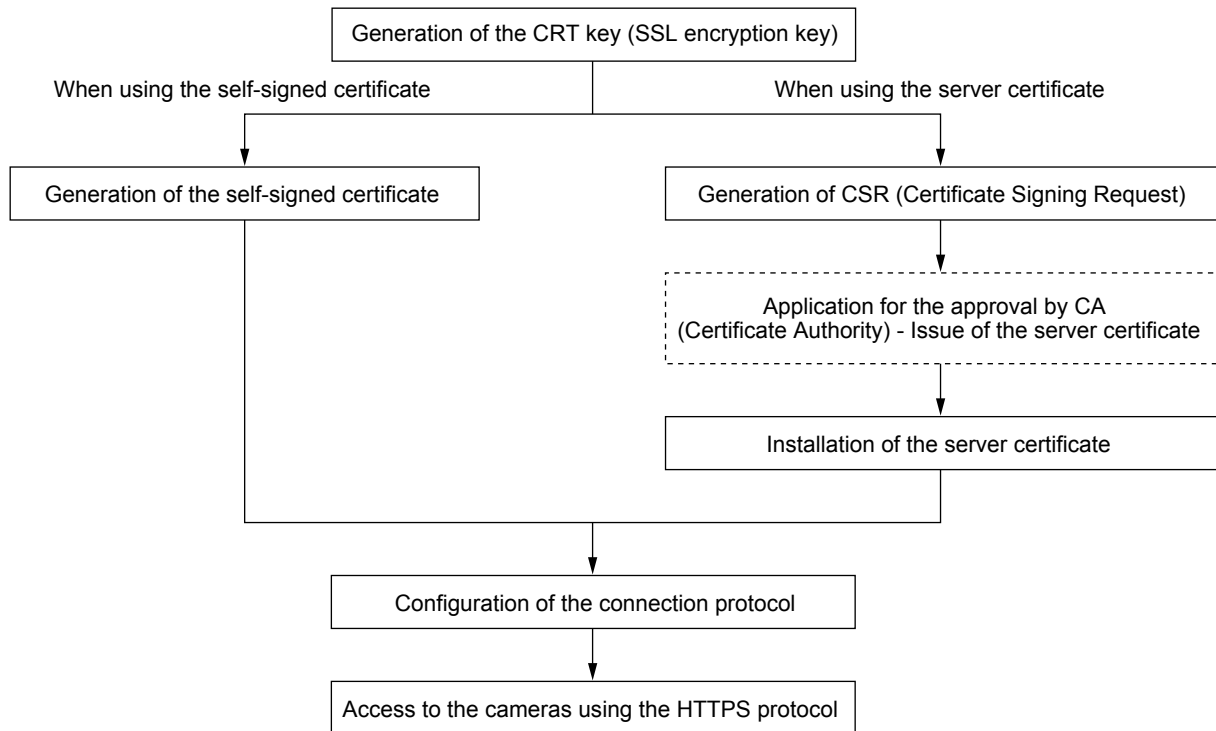 Generation of the CRT key (SSL encryption key)
When using the self-signed certificate
When using the server certificate
Generation of the self-signed certificate
Generation of CSR (Certificate Signing Request)
Application for the approval by CA
(Certificate Authority) - Issue of the server certificate
Installation of the server certificate
Configuration of the connection protocol
Access to the cameras using the HTTPS protocol